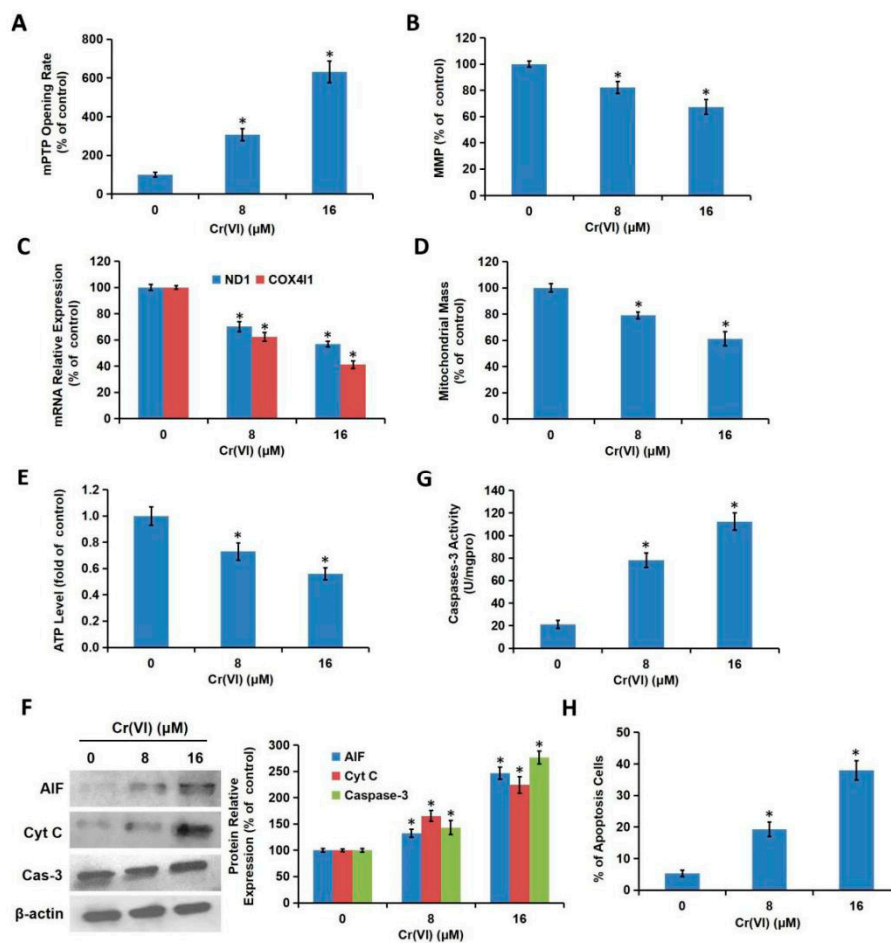 A
mPTP Opening Rate
(% of control)
800
600
400
200
0
*
*
0 8 16
Cr(VI) (µM)
B
MMP (% of control)
120
100
80
60
40
20
0
*
*
0 8 16
Cr(VI) (µM)
C
mRNA Relative Expression
(% of control)
120
100
80
60
40
20
0
ND1 COX4I1
* *
* *
0 8 16
Cr(VI) (µM)
D
Mitochondrial Mass
(% of control)
120
100
80
60
40
20
0
*
*
0 8 16
Cr(VI) (µM)
E
ATP Level (fold of control)
1.2
1.0
0.8
0.6
0.4
0.2
0.0
*
*
0 8 16
Cr(VI) (µM)
G
Caspases-3 Activity
(U/mgpro)
140
120
100
80
60
40
20
0
*
*
0 8 16
Cr(VI) (µM)
F
Cr(VI) (µM)
0 8 16
AIF
Cyt C
Cas-3
β-actin
Protein Relative
Expression (% of control)
300
250
200
150
100
50
0
AIF
Cyt C
Caspase-3
* * *
* * *
0 8 16
Cr(VI) (µM)
H
% of Apoptosis Cells
50
40
30
20
10
0
*
*
0 8 16
Cr(VI) (µM)